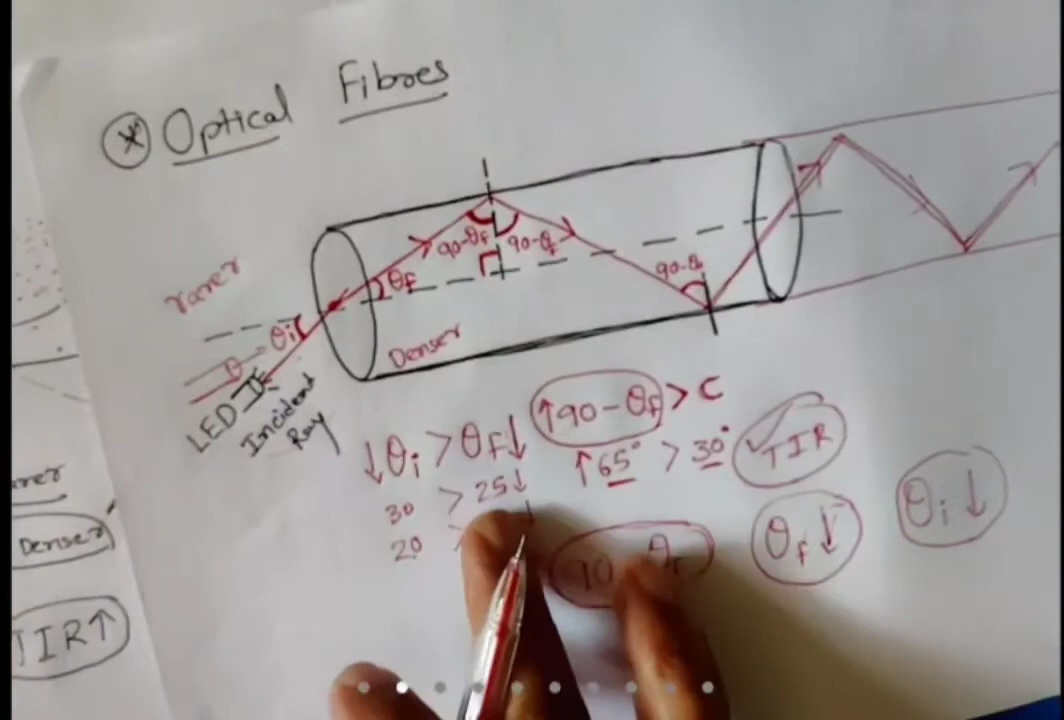 * Optical Fibres
rarer
θi
θf
90-θf
90-θf
90-θ
Denser
LED
Incident
Ray
↓θi > θf↓
↑90-θf > C
30 > 25↓
↑65° > 30° ✓TIR
20 >
θf↓
θi↓
Denser
TIR↑